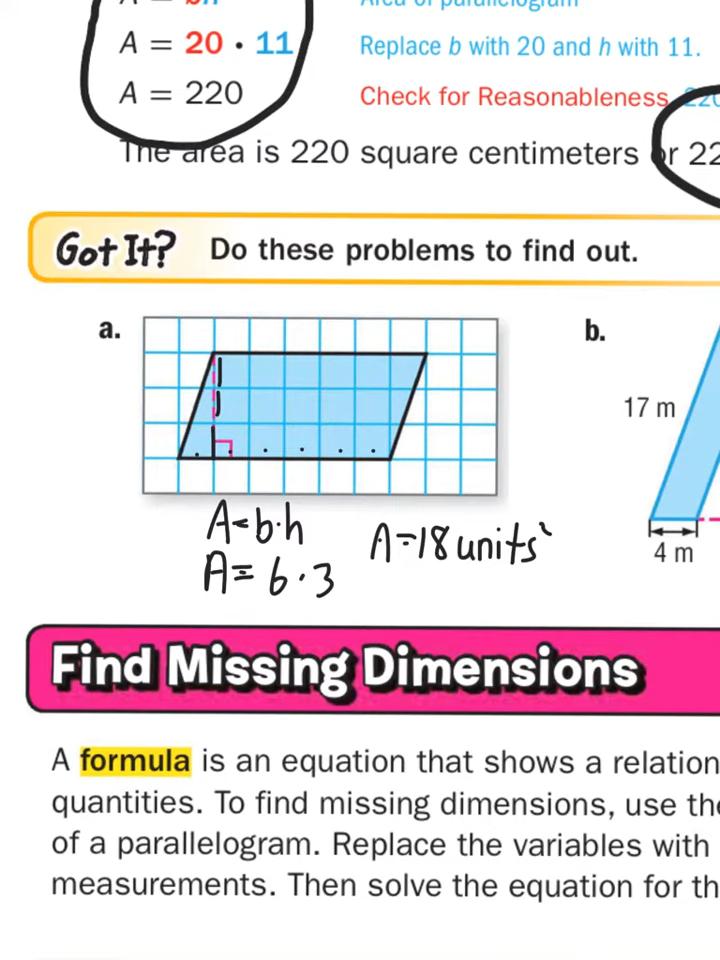 A = 20 · 11 Replace b with 20 and h with 11.
A = 220 Check for Reasonableness
The area is 220 square centimeters or 22
Got It? Do these problems to find out.
a. b.
17 m
4 m
A=b·h
A=18 units²
A= 6·3
Find Missing Dimensions
A formula is an equation that shows a relation
quantities. To find missing dimensions, use the
of a parallelogram. Replace the variables with
measurements. Then solve the equation for th